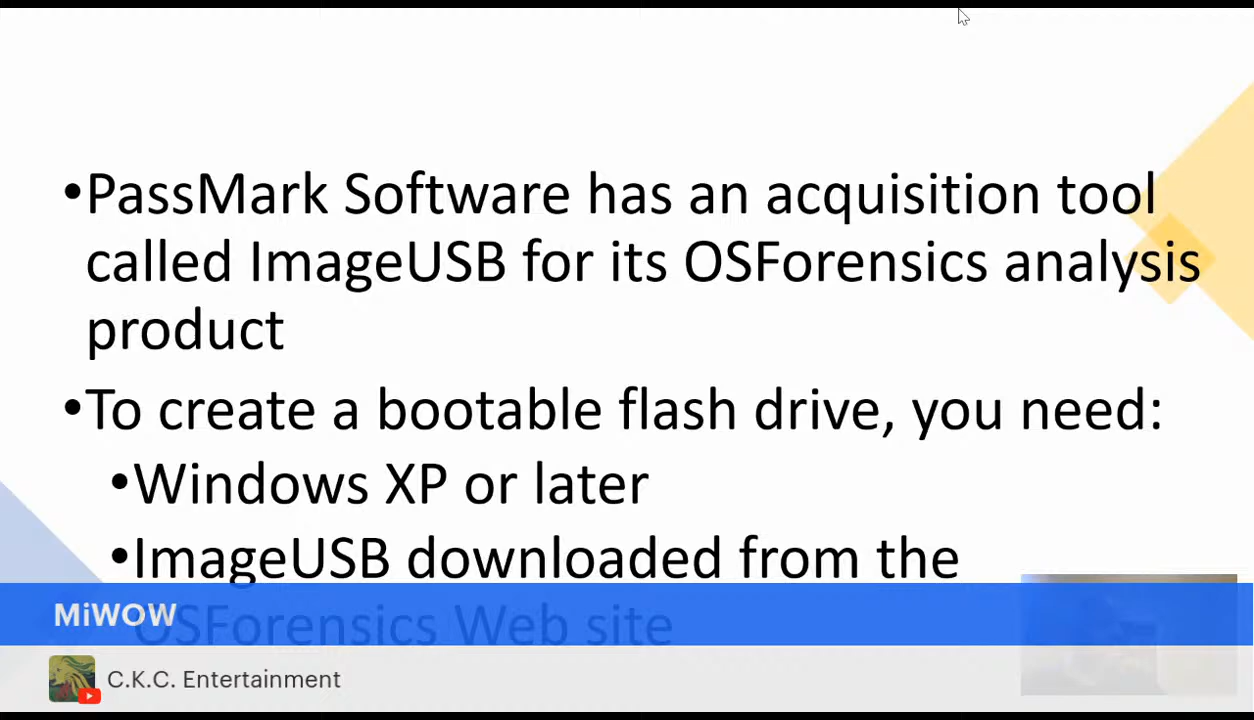 •PassMark Software has an acquisition tool
called ImageUSB for its OSForensics analysis
product
•To create a bootable flash drive, you need:
•Windows XP or later
•ImageUSB downloaded from the
OSForensics Web site
MiWOW
C.K.C. Entertainment